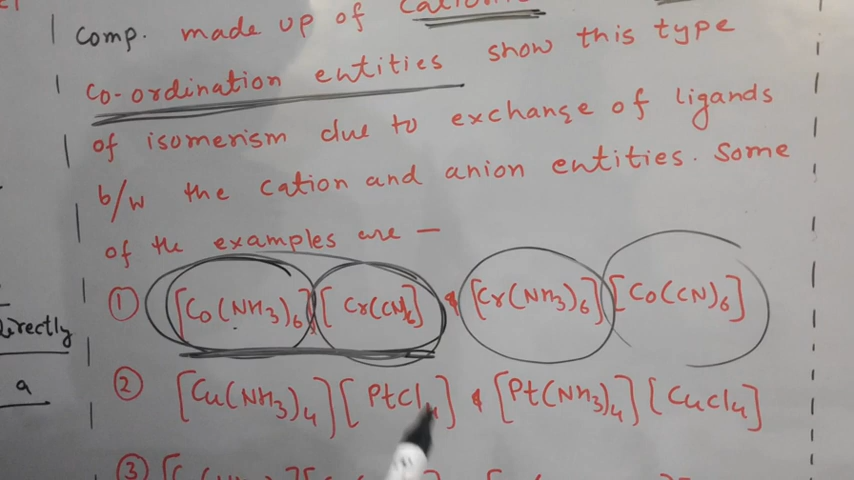 comp. made up of
co-ordination entities show this type
of isomerism due to exchange of ligands
b/w the cation and anion entities. Some
of the examples are —
① [Co(NH3)6][Cr(CN)6] & [Cr(NH3)6][Co(CN)6]
Directly
② [Cu(NH3)4][PtCl4] & [Pt(NH3)4][CuCl4]
a
③